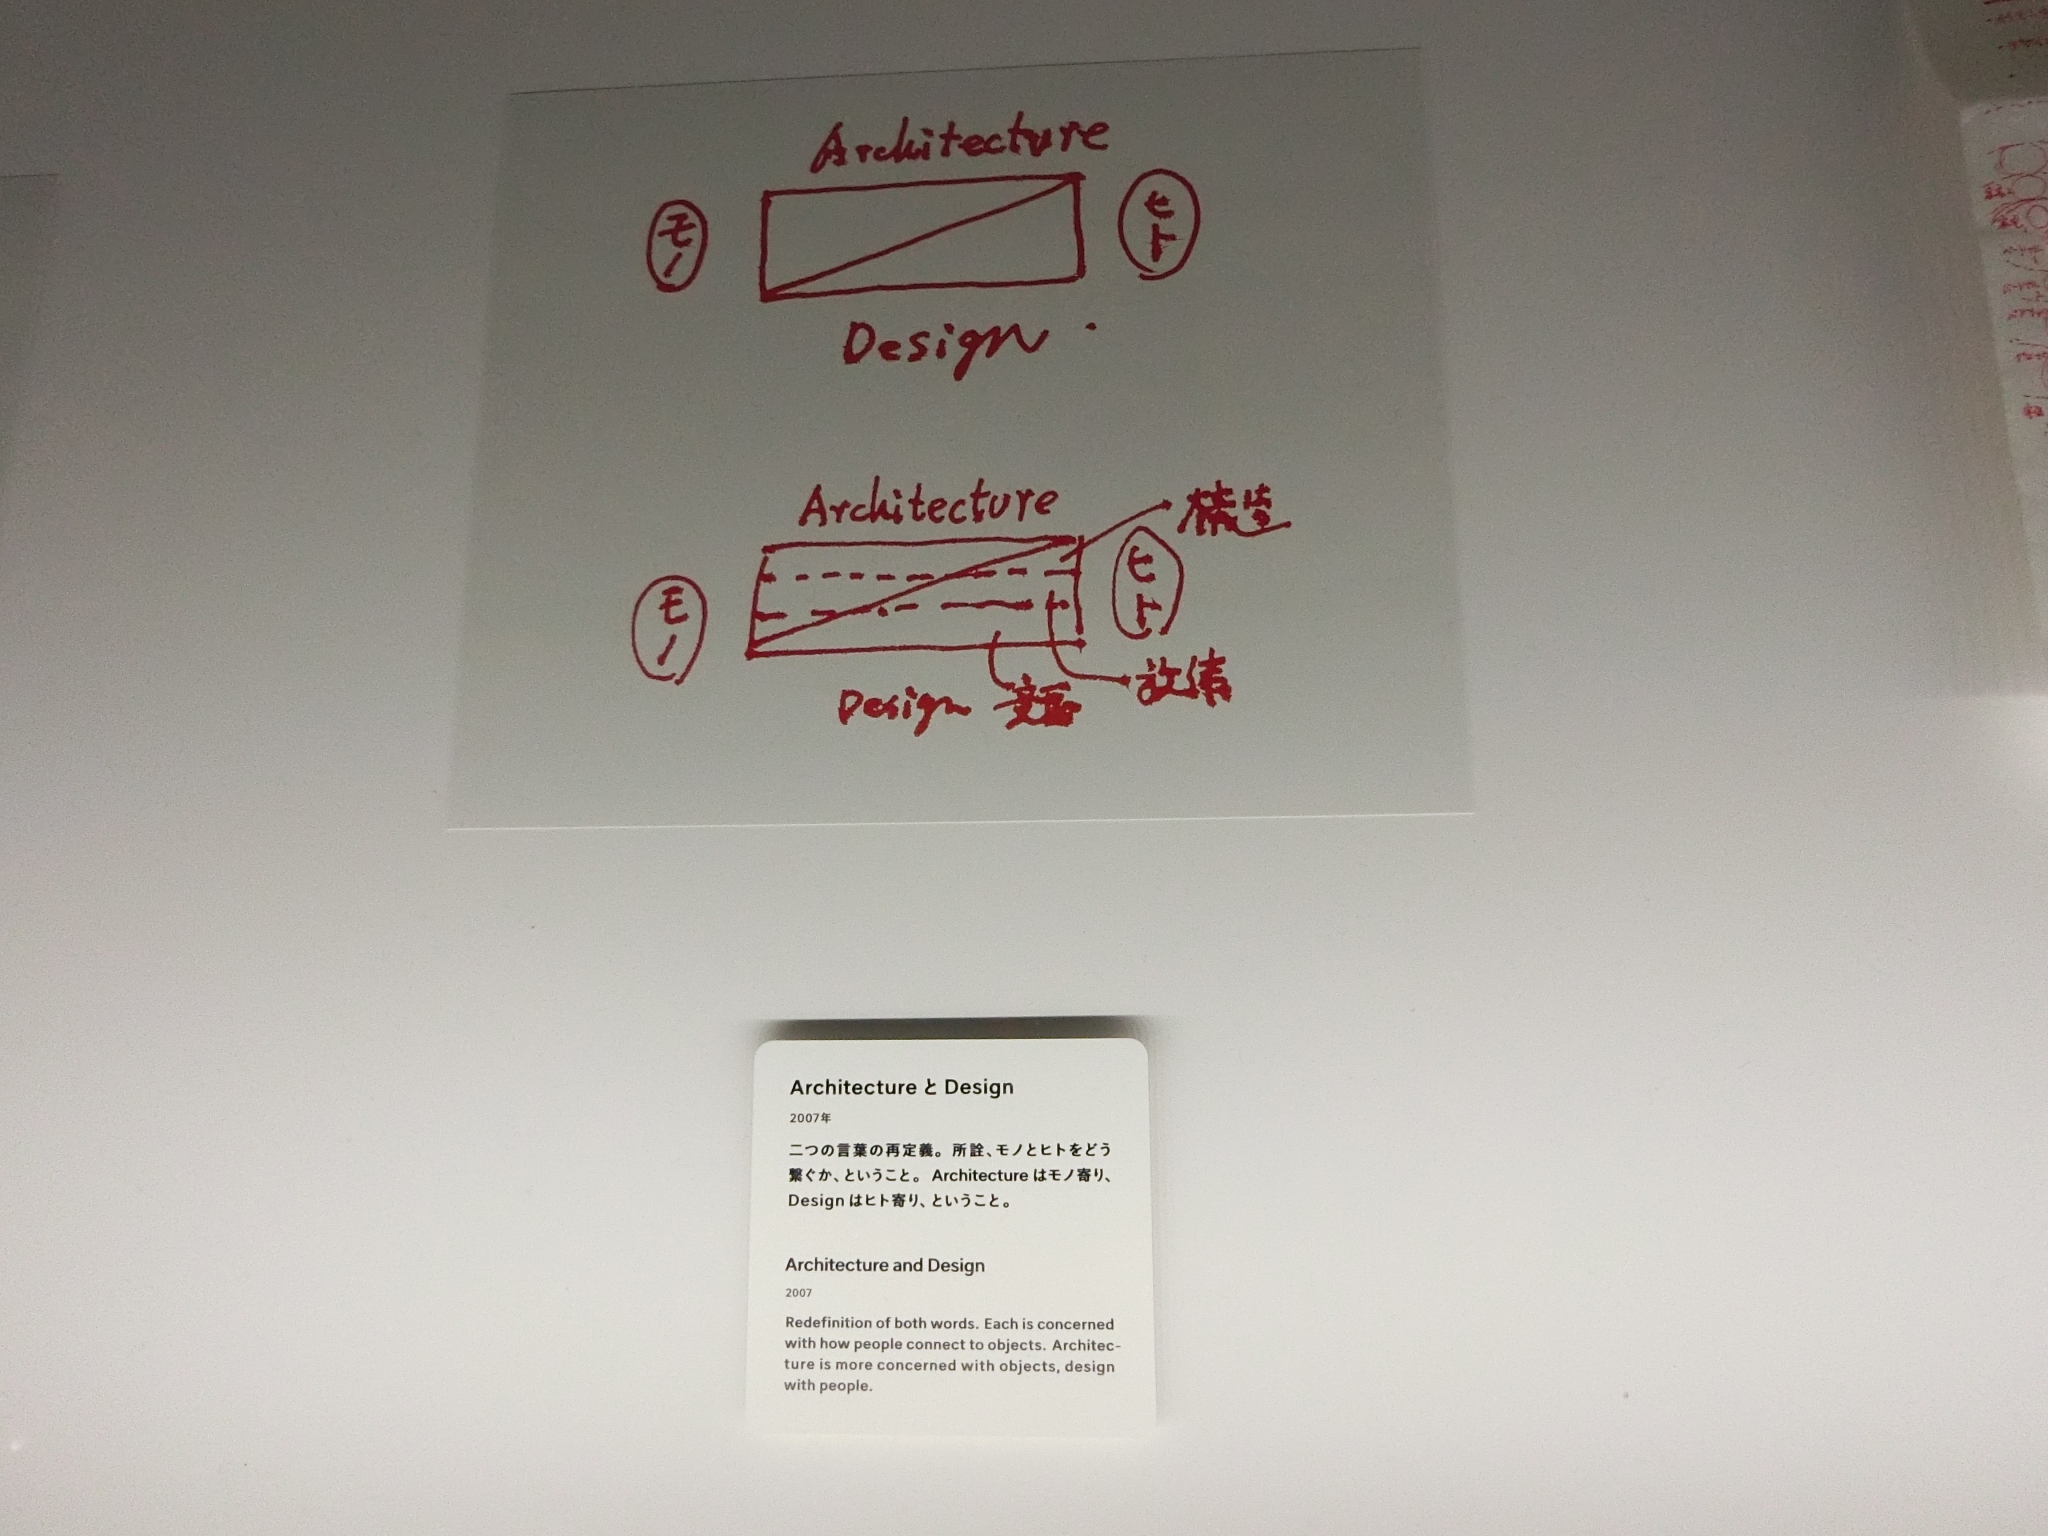 Architecture
モノ
ヒト
Design
Architecture
構造
モノ
ヒト
Design
設備
Architecture と Design
2007年
二つの言葉の再定義。所詮、モノとヒトをどう
繋ぐか、ということ。 Architecture はモノ寄り、
Design はヒト寄り、ということ。
Architecture and Design
2007
Redefinition of both words. Each is concerned
with how people connect to objects. Architec-
ture is more concerned with objects, design
with people.